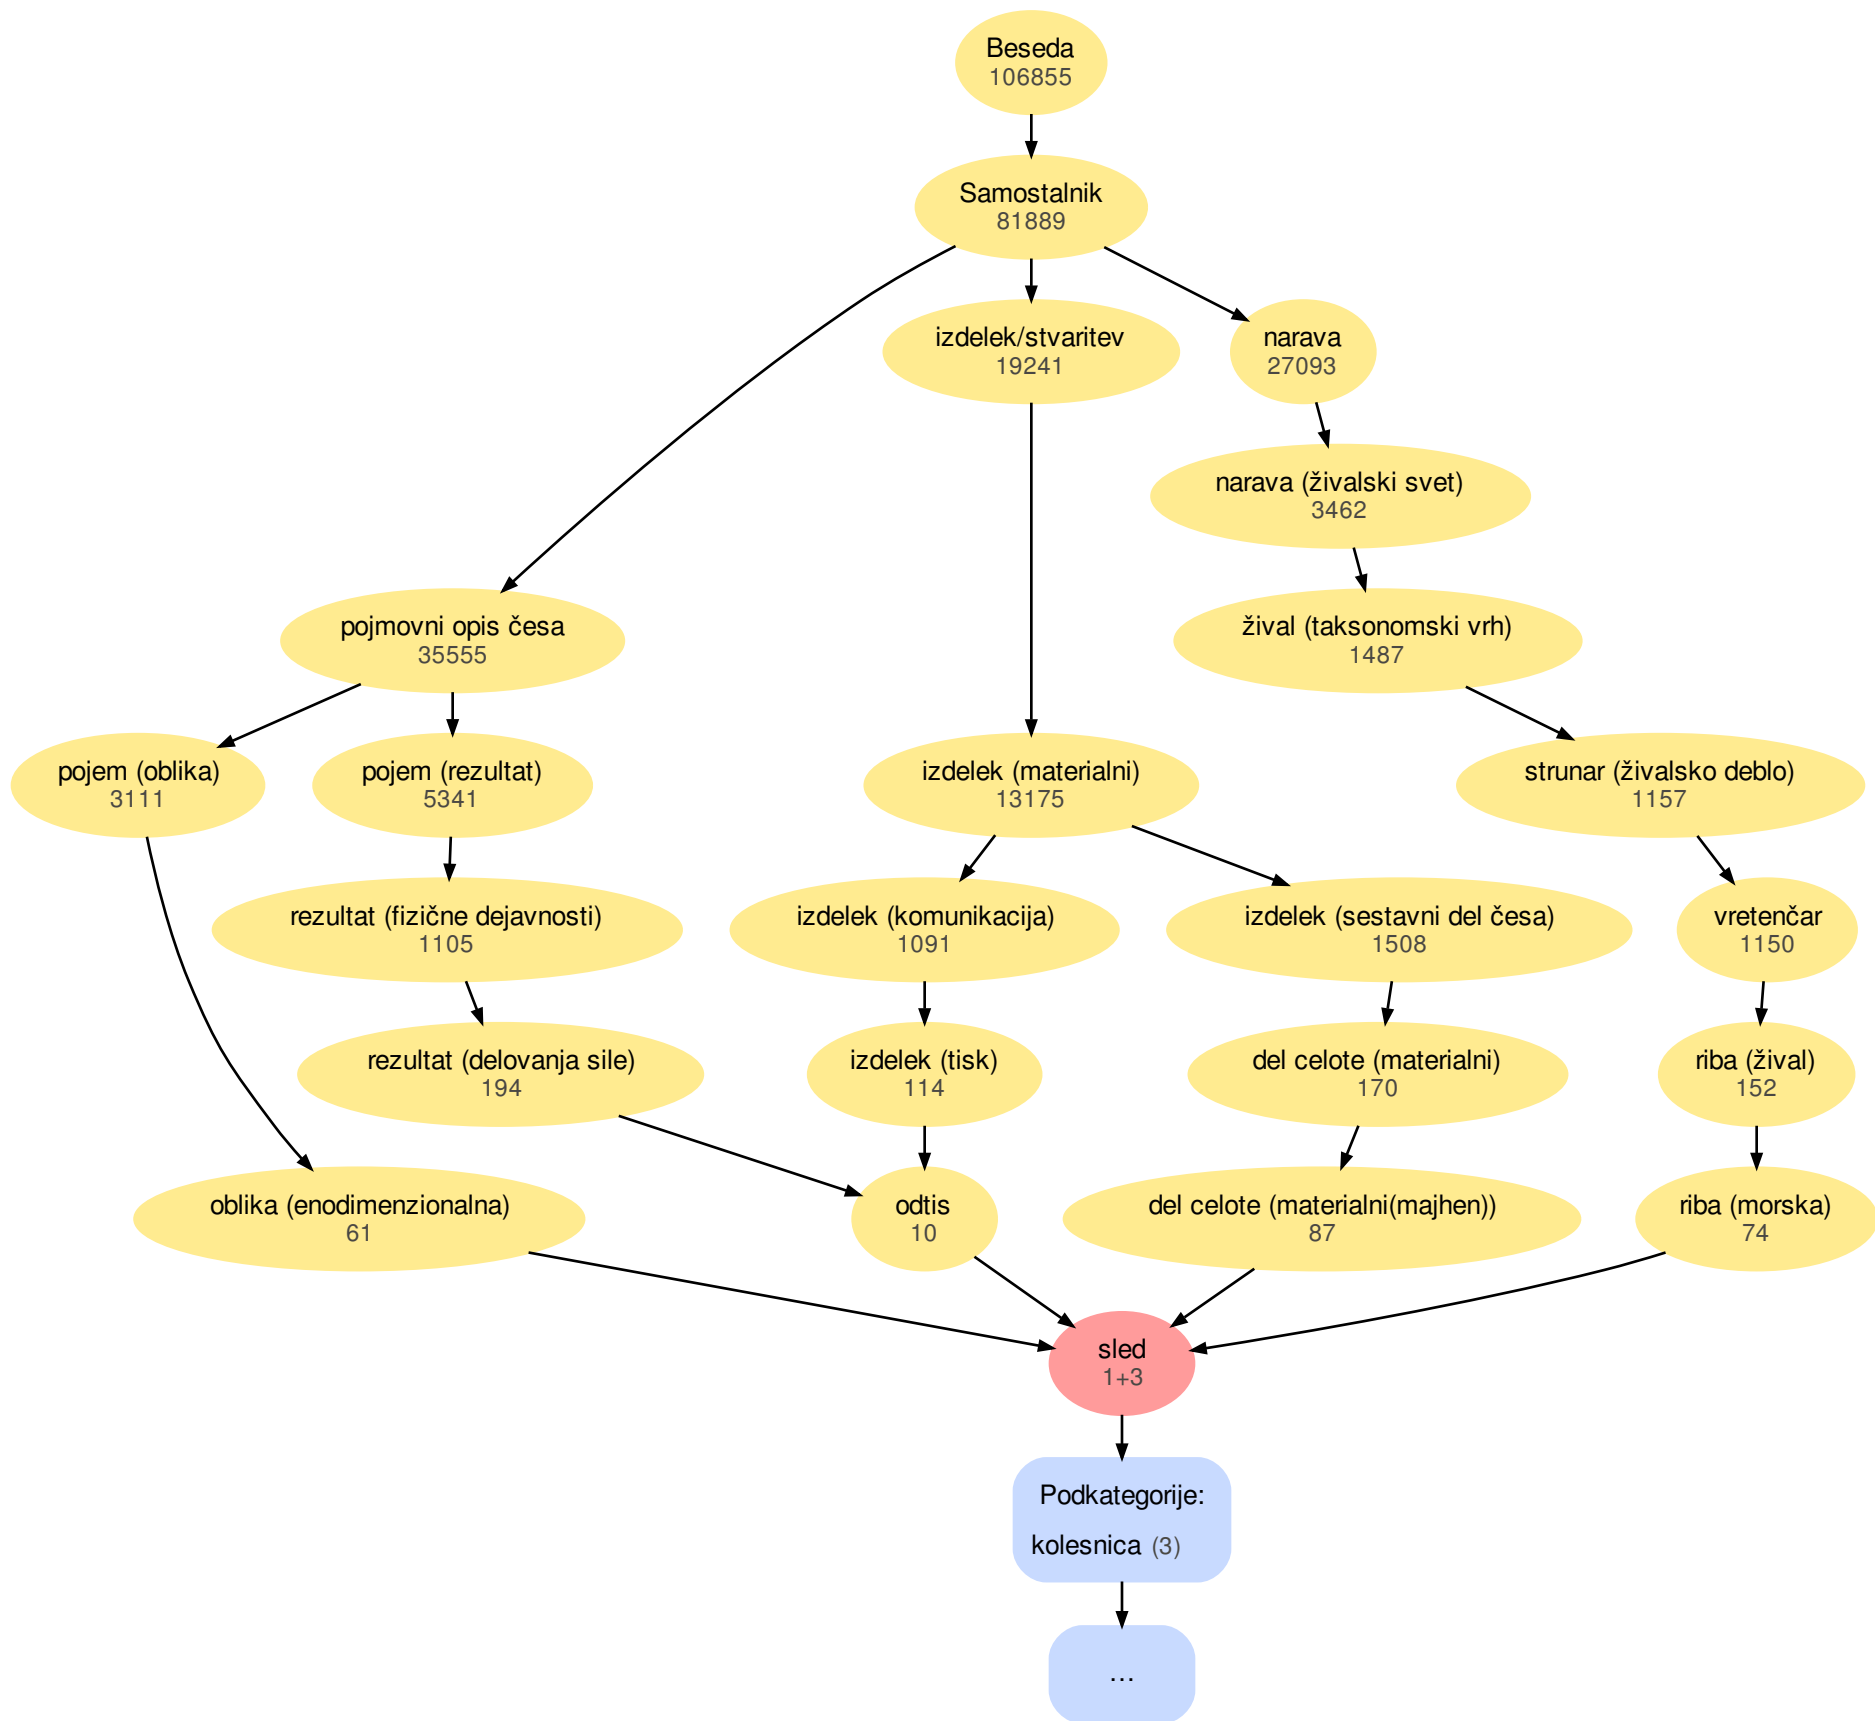 Beseda
106855
Samostalnik
81889
izdelek/stvaritev
19241
narava
27093
narava (živalski svet)
3462
pojmovni opis česa
35555
žival (taksonomski vrh)
1487
pojem (oblika)
3111
pojem (rezultat)
5341
izdelek (materialni)
13175
strunar (živalsko deblo)
1157
rezultat (fizične dejavnosti)
1105
izdelek (komunikacija)
1091
izdelek (sestavni del česa)
1508
vretenčar
1150
rezultat (delovanja sile)
194
izdelek (tisk)
114
del celote (materialni)
170
riba (žival)
152
oblika (enodimenzionalna)
61
odtis
10
del celote (materialni(majhen))
87
riba (morska)
74
sled
1+3
Podkategorije:
kolesnica (3)
...